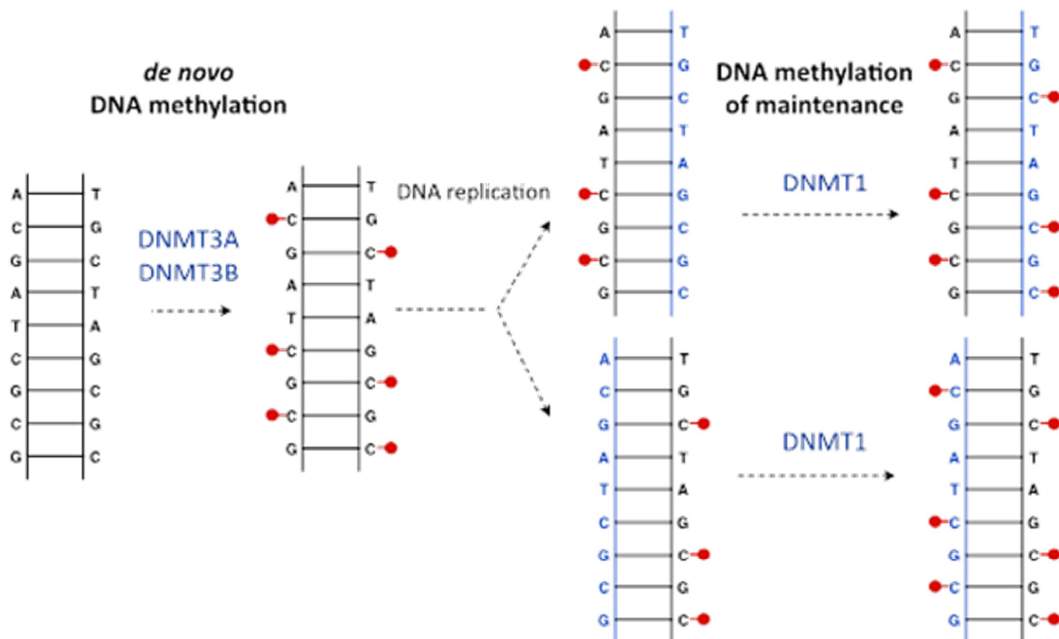 de novo
DNA methylation
A T
C G
G C
A T
T A
C G
G C
C G
G C
DNMT3A
DNMT3B
A T
C G
G C
A T
T A
C G
G C
C G
G C
DNA replication
A T
C G
G C
A T
T A
C G
G C
C G
G C
DNA methylation
of maintenance
DNMT1
A T
C G
G C
A T
T A
C G
G C
C G
G C
A T
C G
G C
A T
T A
C G
G C
C G
G C
DNMT1
A T
C G
G C
A T
T A
C G
G C
C G
G C